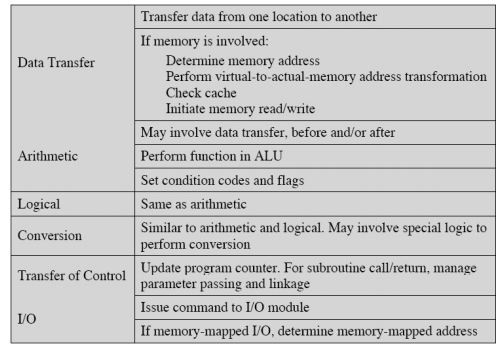 Data Transfer
Transfer data from one location to another
If memory is involved:
Determine memory address
Perform virtual-to-actual-memory address transformation
Check cache
Initiate memory read/write
Arithmetic
May involve data transfer, before and/or after
Perform function in ALU
Set condition codes and flags
Logical
Same as arithmetic
Conversion
Similar to arithmetic and logical. May involve special logic to
perform conversion
Transfer of Control
Update program counter. For subroutine call/return, manage
parameter passing and linkage
I/O
Issue command to I/O module
If memory-mapped I/O, determine memory-mapped address